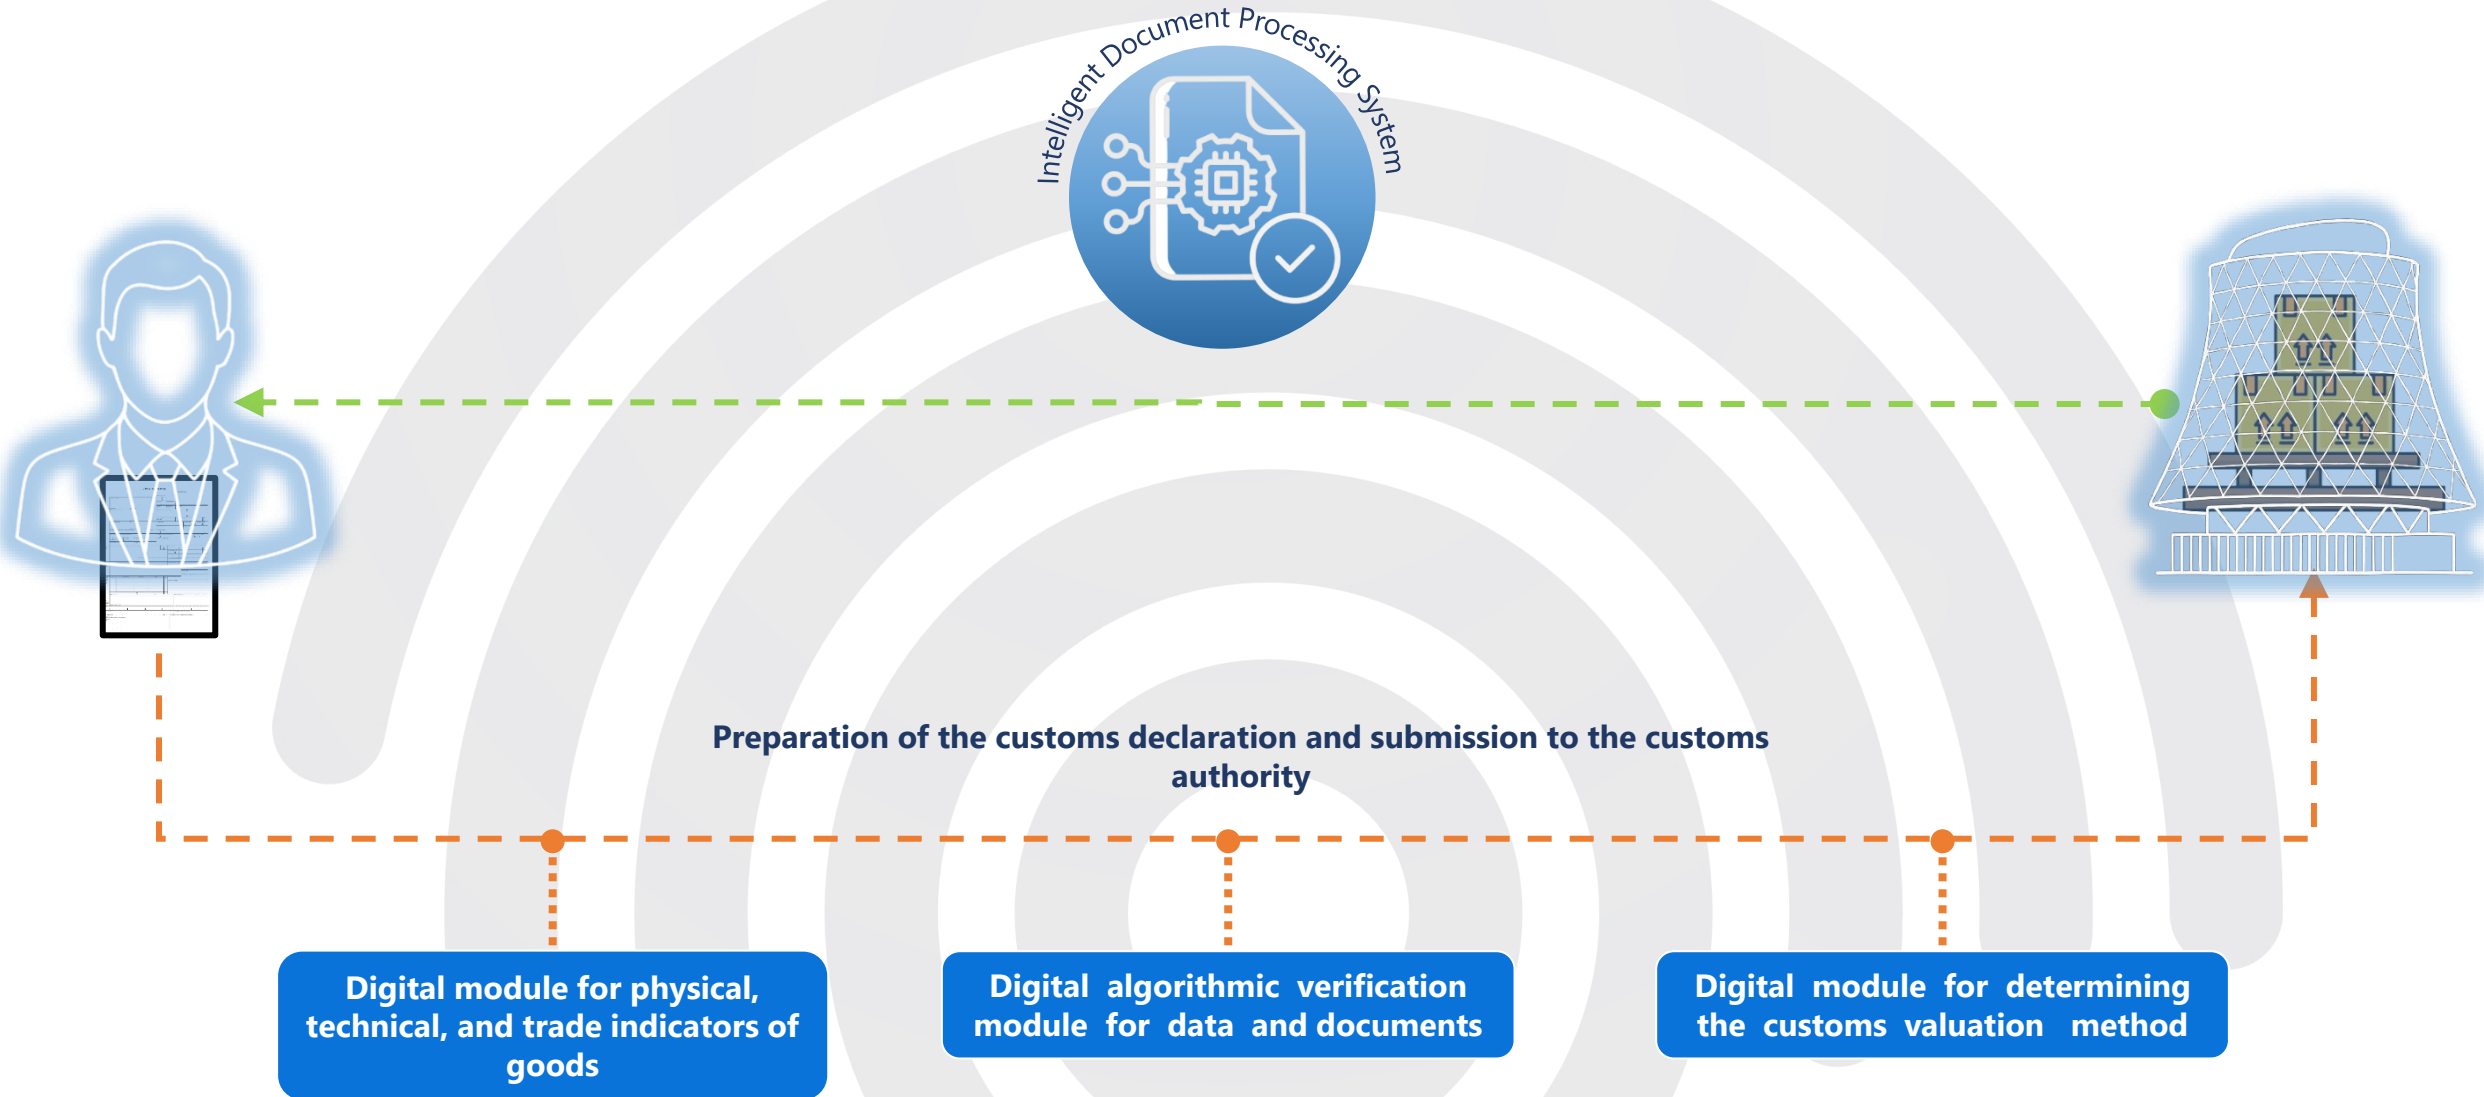 Intelligent Document Processing System
Preparation of the customs declaration and submission to the customs
authority
Digital module for physical,
technical, and trade indicators of
goods
Digital algorithmic verification
module for data and documents
Digital module for determining
the customs valuation method